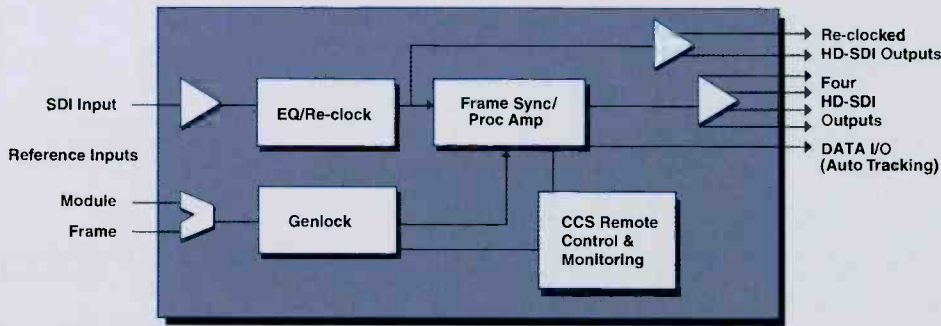 Re-clocked
HD-SDI Outputs
SDI Input
EQ/Re-clock
Frame Sync/
Proc Amp
Four
HD-SDI
Outputs
DATA I/O
(Auto Tracking)
Reference Inputs
Module
Frame
Genlock
CCS Remote
Control &
Monitoring